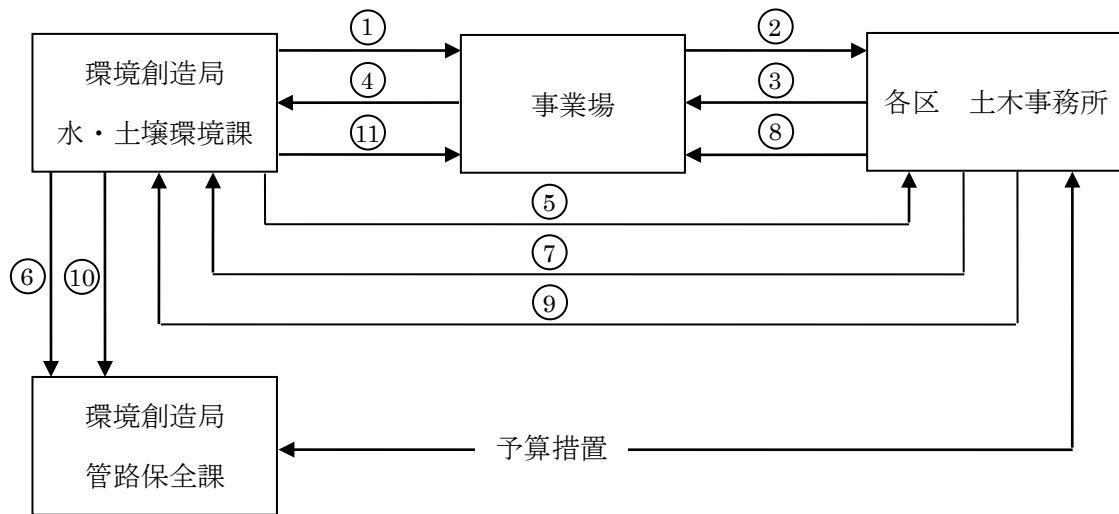 ①
②
環境創造局
水・土壌環境課
④
事業場
③
各区 土木事務所
⑪
⑧
⑤
⑥
⑩
⑦
⑨
環境創造局
管路保全課
予算措置